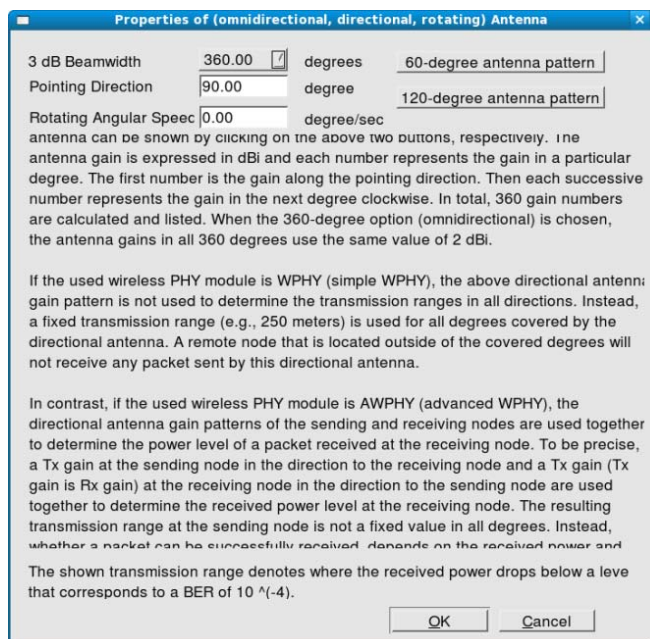 Properties of (omnidirectional, directional, rotating) Antenna
3 dB Beamwidth 360.00 degrees 60-degree antenna pattern
Pointing Direction 90.00 degree
120-degree antenna pattern
Rotating Angular Speec 0.00 degree/sec
antenna can be shown by clicking on the above two buttons, respectively. The
antenna gain is expressed in dBi and each number represents the gain in a particular
degree. The first number is the gain along the pointing direction. Then each successive
number represents the gain in the next degree clockwise. In total, 360 gain numbers
are calculated and listed. When the 360-degree option (omnidirectional) is chosen,
the antenna gains in all 360 degrees use the same value of 2 dBi.
If the used wireless PHY module is WPHY (simple WPHY), the above directional antenna
gain pattern is not used to determine the transmission ranges in all directions. Instead,
a fixed transmission range (e.g., 250 meters) is used for all degrees covered by the
directional antenna. A remote node that is located outside of the covered degrees will
not receive any packet sent by this directional antenna.
In contrast, if the used wireless PHY module is AWPHY (advanced WPHY), the
directional antenna gain patterns of the sending and receiving nodes are used together
to determine the power level of a packet received at the receiving node. To be precise,
a Tx gain at the sending node in the direction to the receiving node and a Tx gain (Tx
gain is Rx gain) at the receiving node in the direction to the sending node are used
together to determine the received power level at the receiving node. The resulting
transmission range at the sending node is not a fixed value in all degrees. Instead,
whether a packet can be successfully received, depends on the received power and
The shown transmission range denotes where the received power drops below a leve
that corresponds to a BER of 10 ^(-4).
OK Cancel